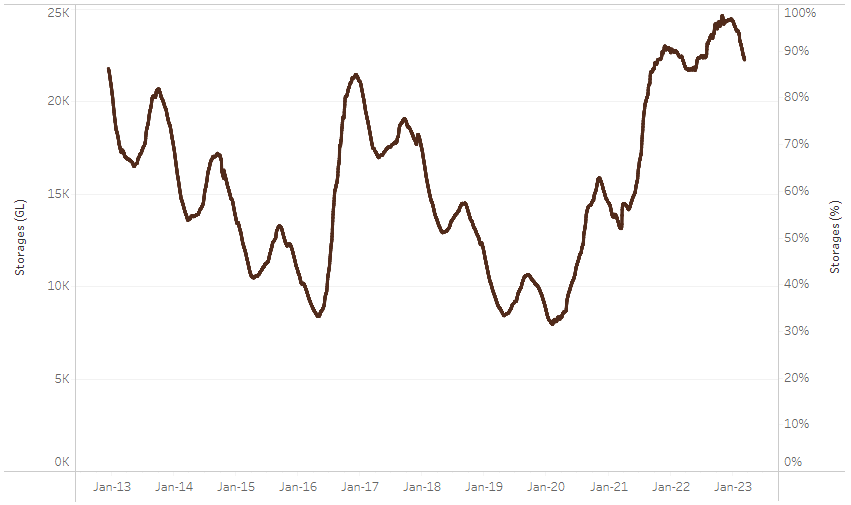 Storages (GL)
25K
20K
15K
10K
5K
0K
100%
90%
80%
70%
60%
50%
40%
30%
20%
10%
0%
Storages (%)
Jan-13 Jan-14 Jan-15 Jan-16 Jan-17 Jan-18 Jan-19 Jan-20 Jan-21 Jan-22 Jan-23